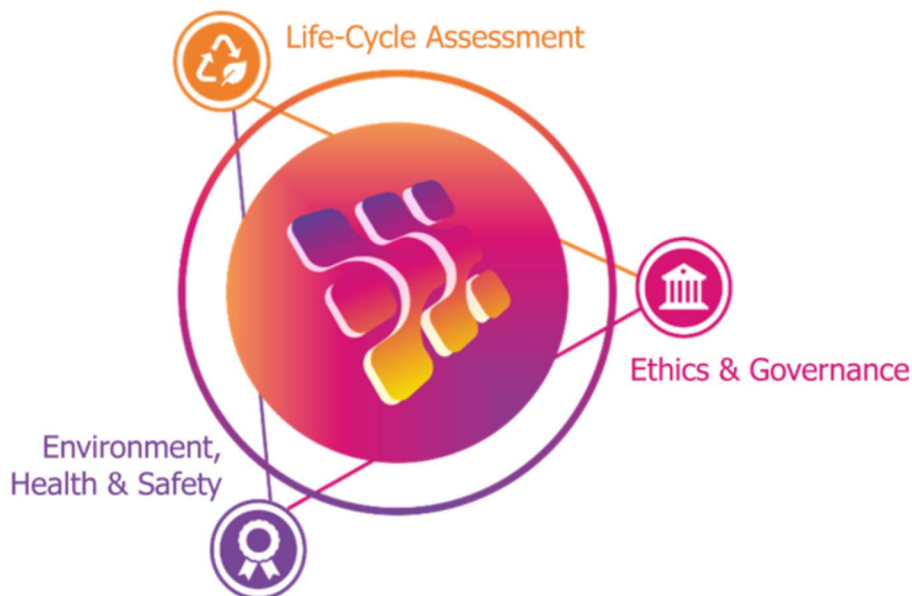 Life-Cycle Assessment
Ethics & Governance
Environment,
Health & Safety